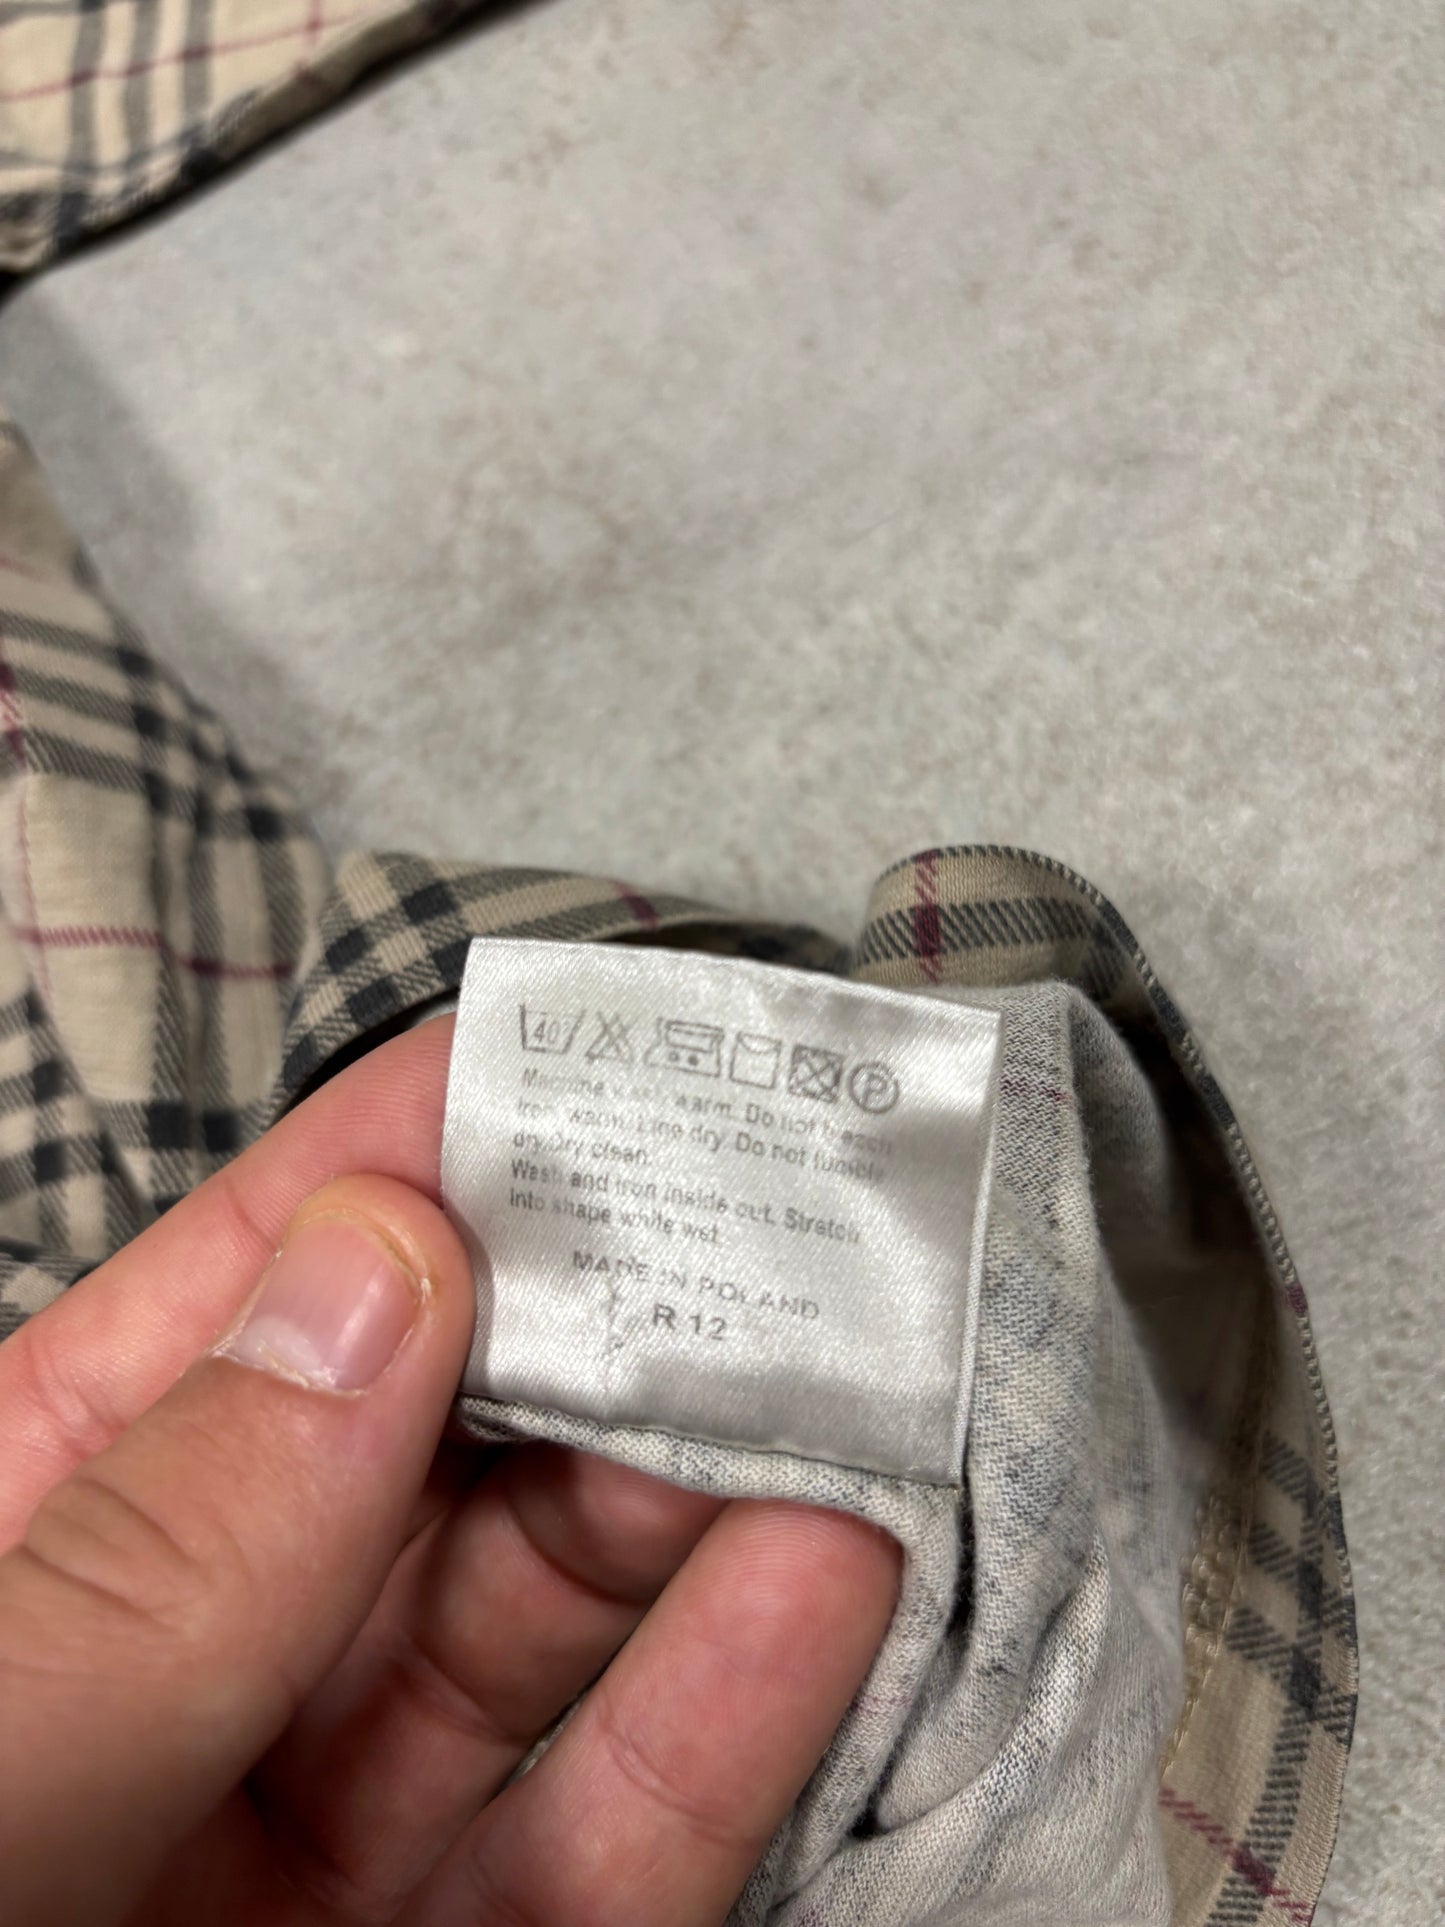 40° P
Machine wash warm. Do not bleach
Iron warm. Line dry. Do not tumble
dry. Dry clean.
Wash and iron inside out. Stretch
into shape while wet.
MADE IN POLAND
R 12